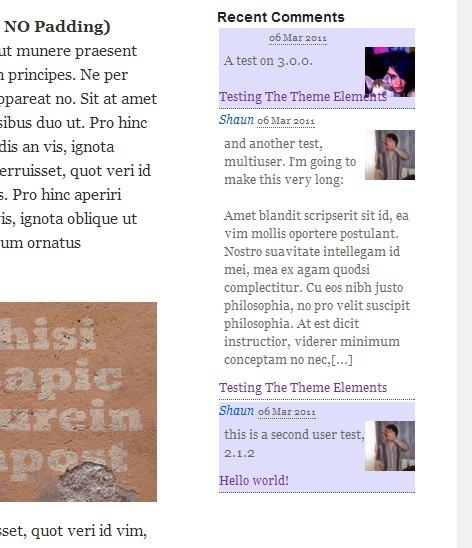 NO Padding)
ut munere praesent
principes. Ne per
ppareat no. Sit at amet
sibus duo ut. Pro hinc
dis an vis, ignota
erruisset, quot veri id
s. Pro hinc aperiri
vis, ignota oblique ut
um ornatus
hisi
apic
urein
post
sset, quot veri id vim,
Recent Comments
06 Mar 2011
A test on 3.0.0.
Testing The Theme Elements
Shaun 06 Mar 2011
and another test,
multiuser. I'm going to
make this very long:
Amet blandit scripserit sit id, ea
vim mollis oportere postulant.
Nostro suavitate intellegam id
mei, mea ex agam quodsi
complectitur. Cu eos nibh justo
philosophia, no pro velit suscipit
philosophia. At est dicit
instructior, viderer minimum
conceptam no nec,[...]
Testing The Theme Elements
Shaun 06 Mar 2011
this is a second user test,
2.1.2
Hello world!